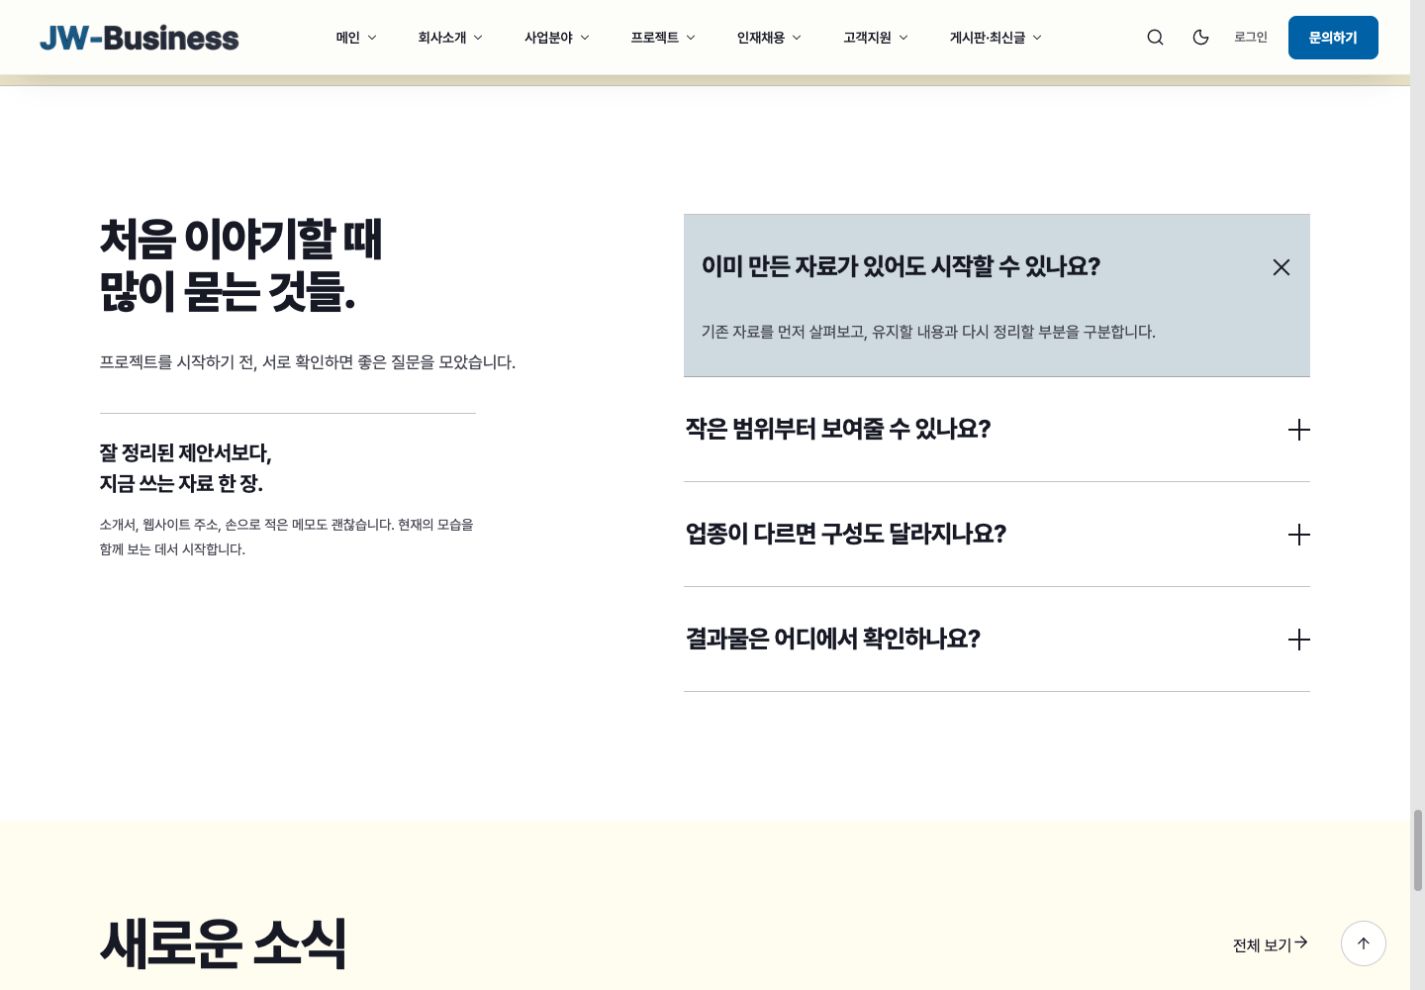 JW-Business
메인
회사소개
사업분야
프로젝트
인재채용
고객지원
게시판·최신글
로그인
문의하기
처음 이야기할 때
많이 묻는 것들.
프로젝트를 시작하기 전, 서로 확인하면 좋은 질문을 모았습니다.
잘 정리된 제안서보다,
지금 쓰는 자료 한 장.
소개서, 웹사이트 주소, 손으로 적은 메모도 괜찮습니다. 현재의 모습을
함께 보는 데서 시작합니다.
이미 만든 자료가 있어도 시작할 수 있나요?
기존 자료를 먼저 살펴보고, 유지할 내용과 다시 정리할 부분을 구분합니다.
작은 범위부터 보여줄 수 있나요?
업종이 다르면 구성도 달라지나요?
결과물은 어디에서 확인하나요?
새로운 소식
전체 보기